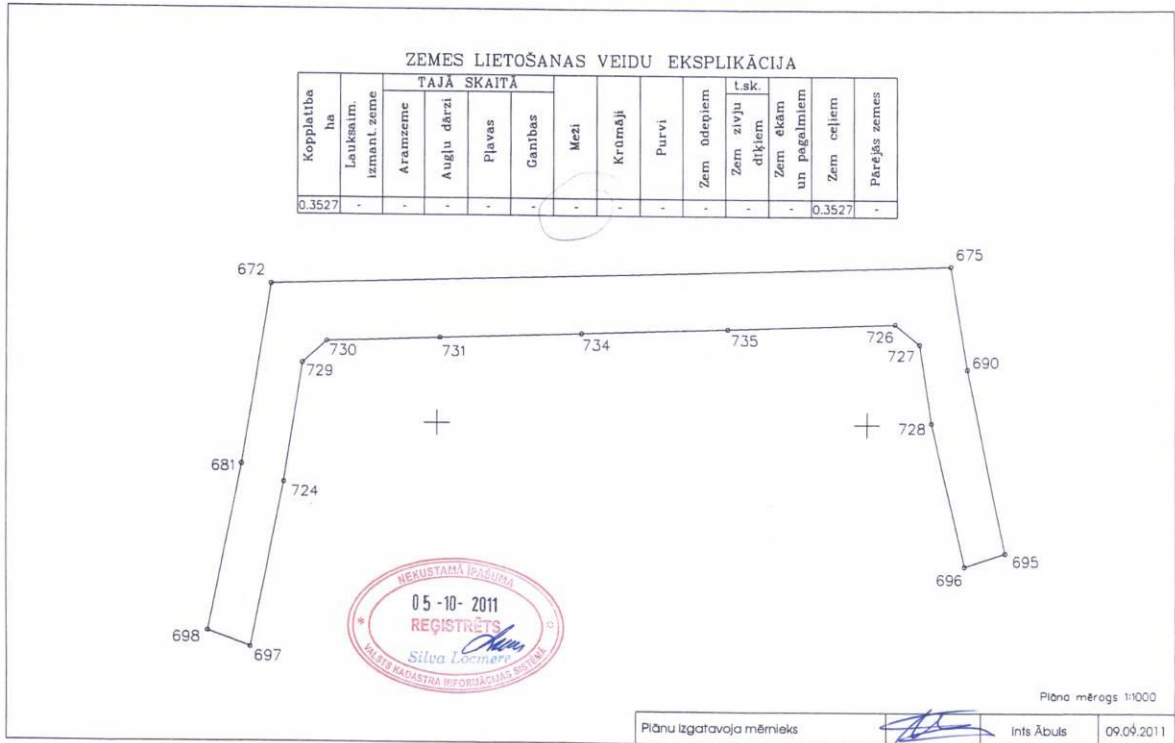 ZEMES LIETOŠANAS VEIDU EKSPLIKĀCIJA
Kopplatība ha
Lauksaim. izmant. zeme
TAJĀ SKAITĀ
Aramzeme
Augļu dārzi
Pļavas
Ganības
Meži
Krūmāji
Purvi
Zem ūdeņiem
t.sk.
Zem zivju dīķiem
Zem ēkām un pagalmiem
Zem ceļiem
Pārējās zemes
0.3527 - - - - - - - - - - - 0.3527 -
672
675
730
731
734
735
726
727
729
690
728
681
724
695
696
698
697
NEKUSTAMĀ ĪPAŠUMA
05-10-2011
REĢISTRĒTS
Silva Locmere
VALSTS KADASTRA INFORMĀCIJAS SISTĒMĀ
Plāna mērogs 1:1000
Plānu izgatavoja mērnieks
Ints Ābuls
09.09.2011